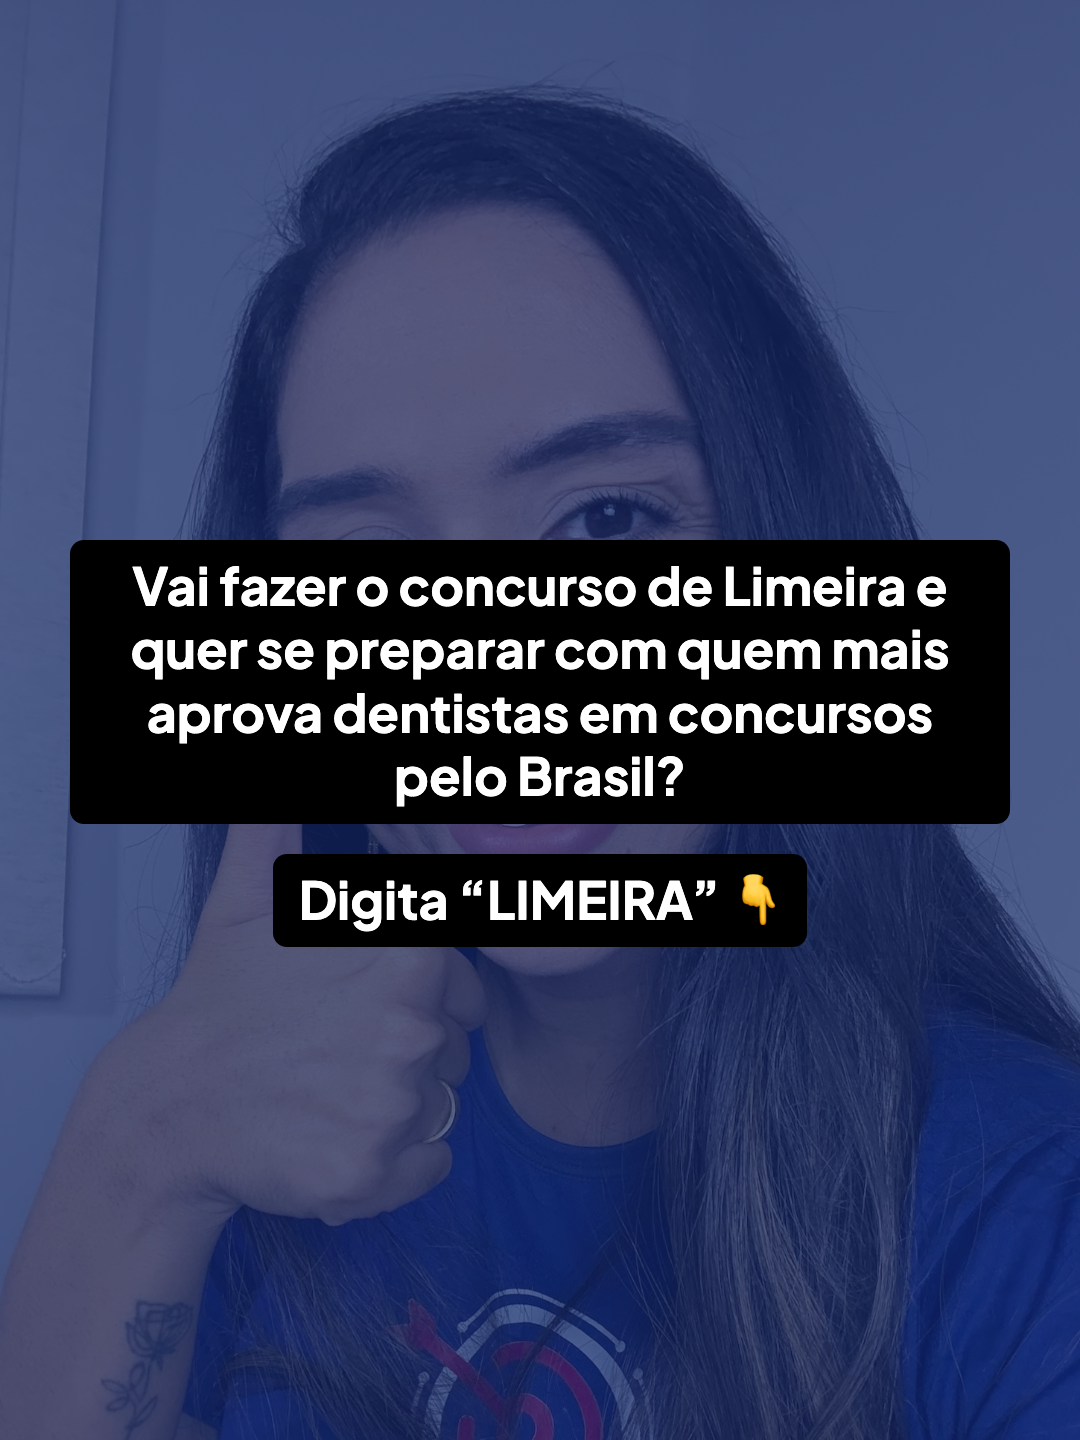 Vai fazer o concurso de Limeira e
quer se preparar com quem mais
aprova dentistas em concursos
pelo Brasil?
Digita “LIMEIRA” 👇